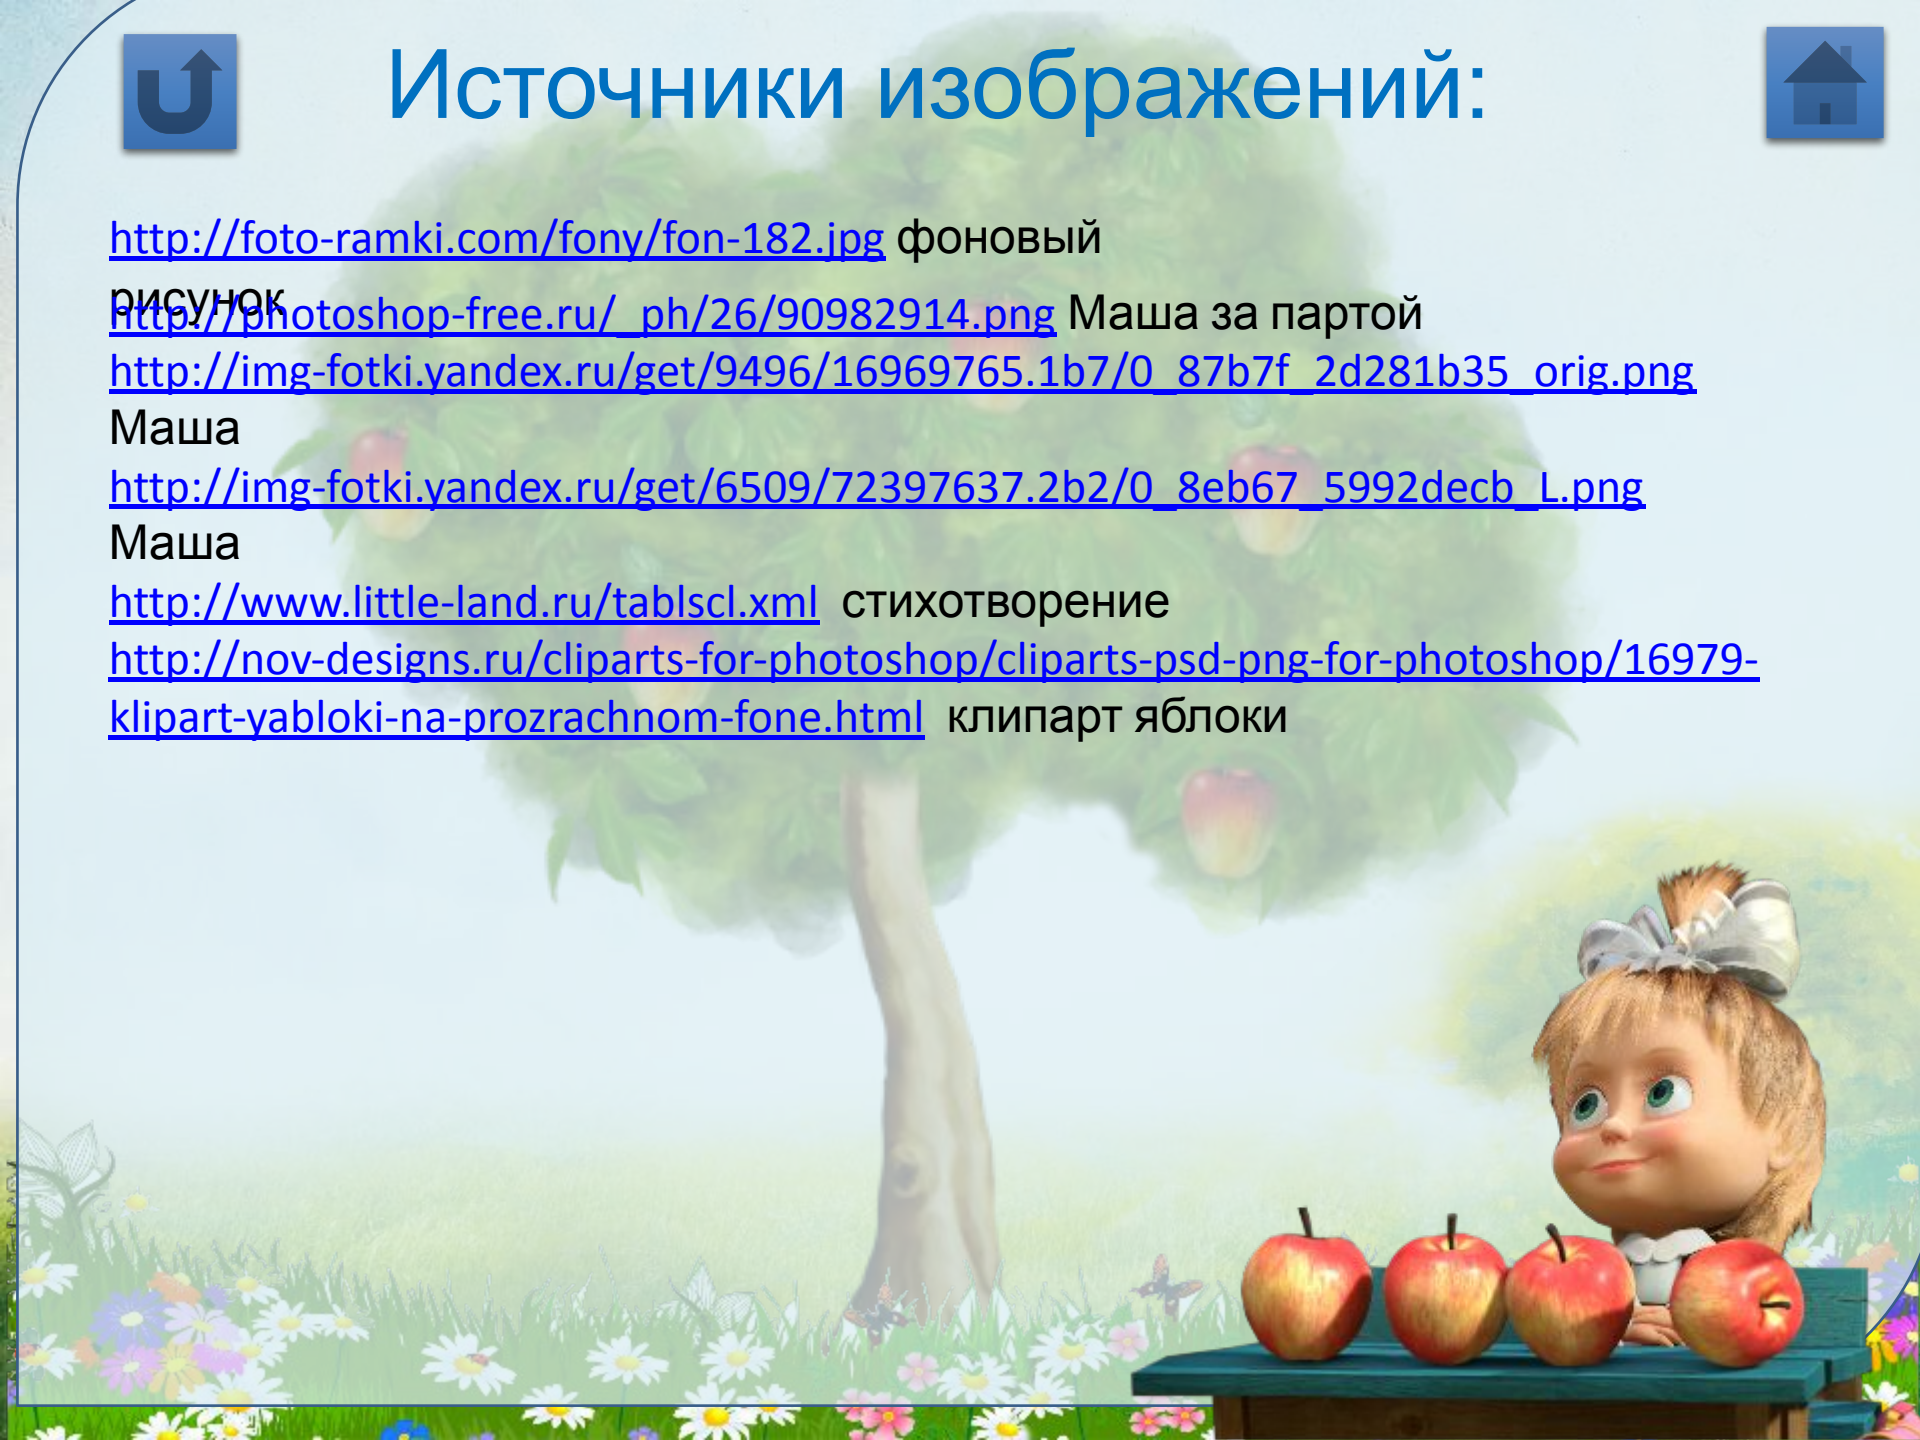 Источники изображений:
http://foto-ramki.com/fony/fon-182.jpg фоновый
рисунок
http://photoshop-free.ru/_ph/26/90982914.png Маша за партой
http://img-fotki.yandex.ru/get/9496/16969765.1b7/0_87b7f_2d281b35_orig.png
Маша
http://img-fotki.yandex.ru/get/6509/72397637.2b2/0_8eb67_5992decb_L.png
Маша
http://www.little-land.ru/tablscl.xml стихотворение
http://nov-designs.ru/cliparts-for-photoshop/cliparts-psd-png-for-photoshop/16979-
klipart-yabloki-na-prozrachnom-fone.html клипарт яблоки